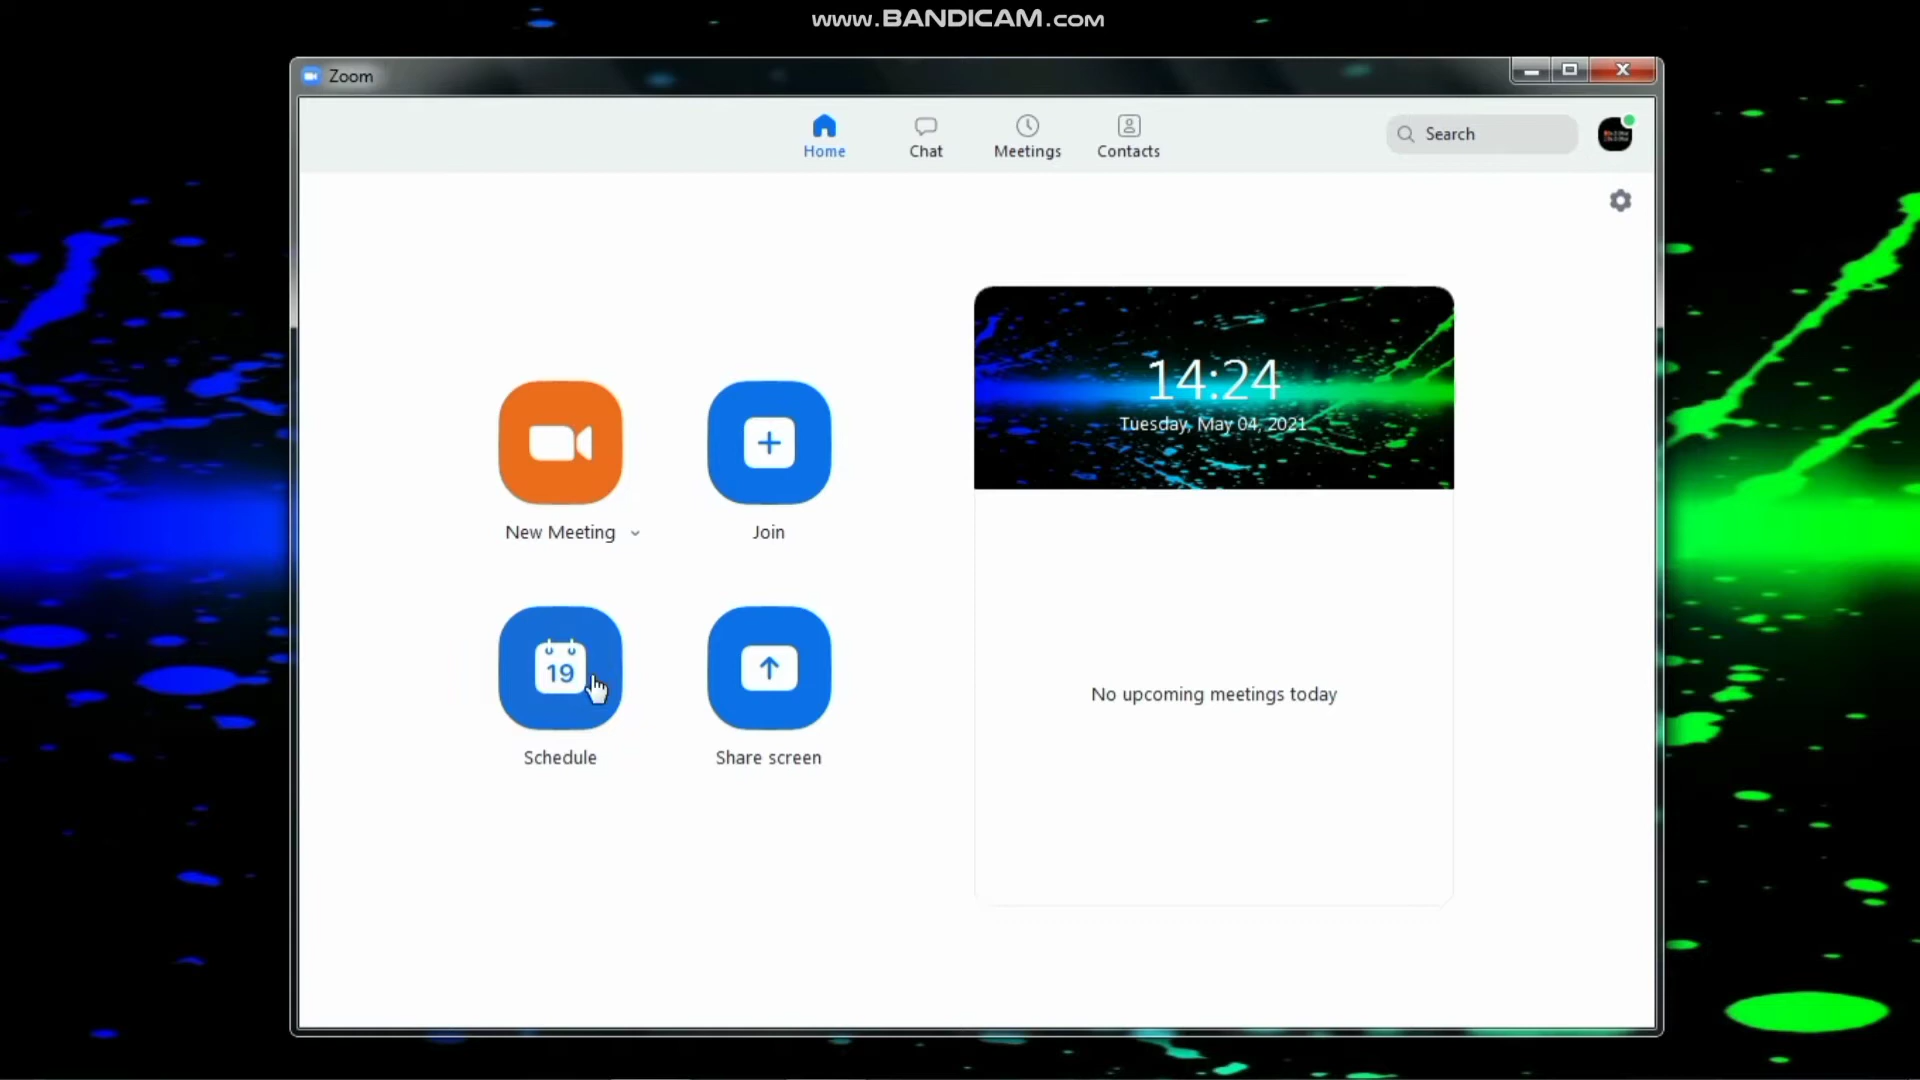 www.BANDICAM.com
Zoom
Home
Chat
Meetings
Contacts
Search
14:24
Tuesday, May 04, 2021
New Meeting
Join
19
Schedule
Share screen
No upcoming meetings today